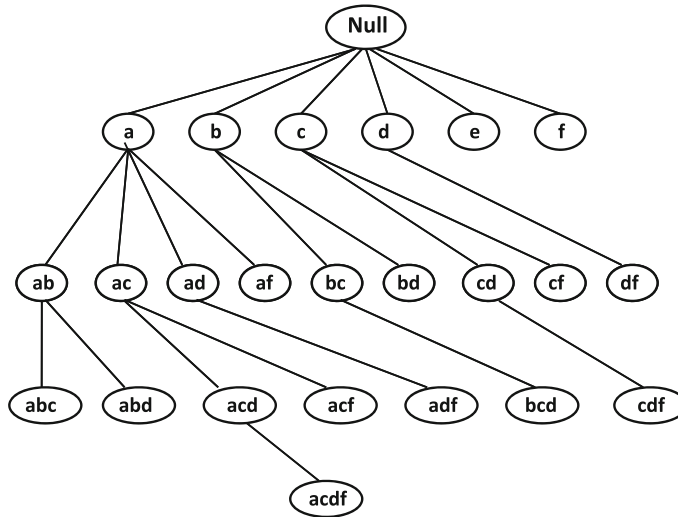 Null
a b c d e f
ab ac ad af bc bd cd cf df
abc abd acd acf adf bcd cdf
acdf